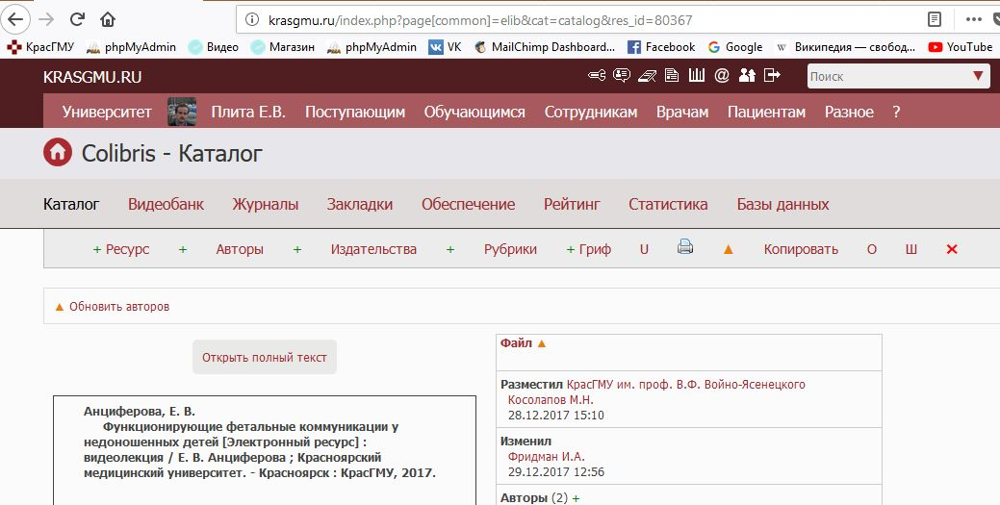 krasgmu.ru/index.php?page[common]=elib&cat=catalog&res_id=80367
КрасГМУ phpMyAdmin Видео Магазин phpMyAdmin VK MailChimp Dashboard... Facebook Google Википедия — свобод... YouTube
KRASGMU.RU Поиск
Университет Плита Е.В. Поступающим Обучающимся Сотрудникам Врачам Пациентам Разное ?
Colibris - Каталог
Каталог Видеобанк Журналы Закладки Обеспечение Рейтинг Статистика Базы данных
+ Ресурс + Авторы + Издательства + Рубрики + Гриф U ▲ Копировать О Ш ✕
▲ Обновить авторов
Открыть полный текст
Анциферова, Е. В.
Функционирующие фетальные коммуникации у
недоношенных детей [Электронный ресурс] :
видеолекция / Е. В. Анциферова ; Красноярский
медицинский университет. - Красноярск : КрасГМУ, 2017.
Файл ▲
Разместил КрасГМУ им. проф. В.Ф. Войно-Ясенецкого
Косолапов М.Н.
28.12.2017 15:10
Изменил
Фридман И.А.
29.12.2017 12:56
Авторы (2) +